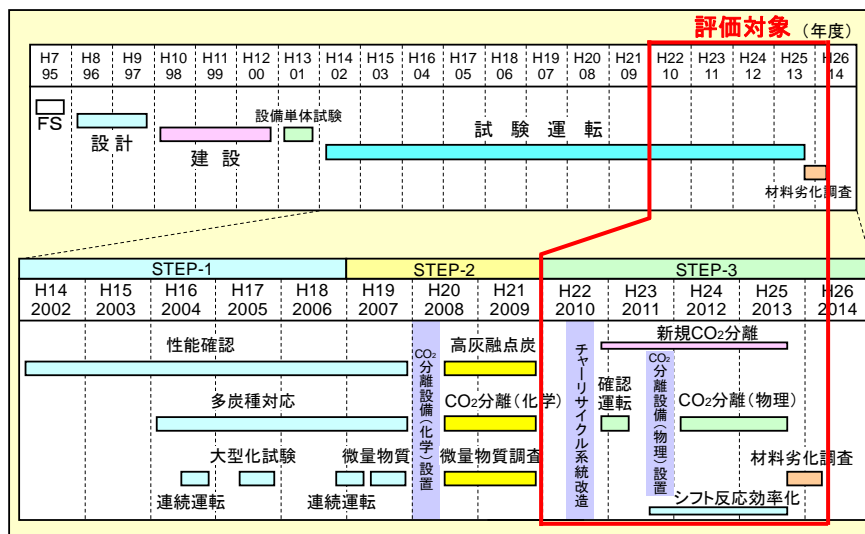 評価対象 (年度)
H7 H8 H9 H10 H11 H12 H13 H14 H15 H16 H17 H18 H19 H20 H21 H22 H23 H24 H25 H26
95 96 97 98 99 00 01 02 03 04 05 06 07 08 09 10 11 12 13 14
FS
設計
建設
設備単体試験
試験運転
材料劣化調査
STEP-1 STEP-2 STEP-3
H14 H15 H16 H17 H18 H19 H20 H21 H22 H23 H24 H25 H26
2002 2003 2004 2005 2006 2007 2008 2009 2010 2011 2012 2013 2014
性能確認
多炭種対応
大型化試験
連続運転
連続運転
微量物質
CO2分離設備(化学)設置
高灰融点炭
CO2分離(化学)
微量物質調査
チャーリサイクル系統改造
新規CO2分離
確認
運転
CO2分離設備(物理)設置
CO2分離(物理)
材料劣化調査
シフト反応効率化